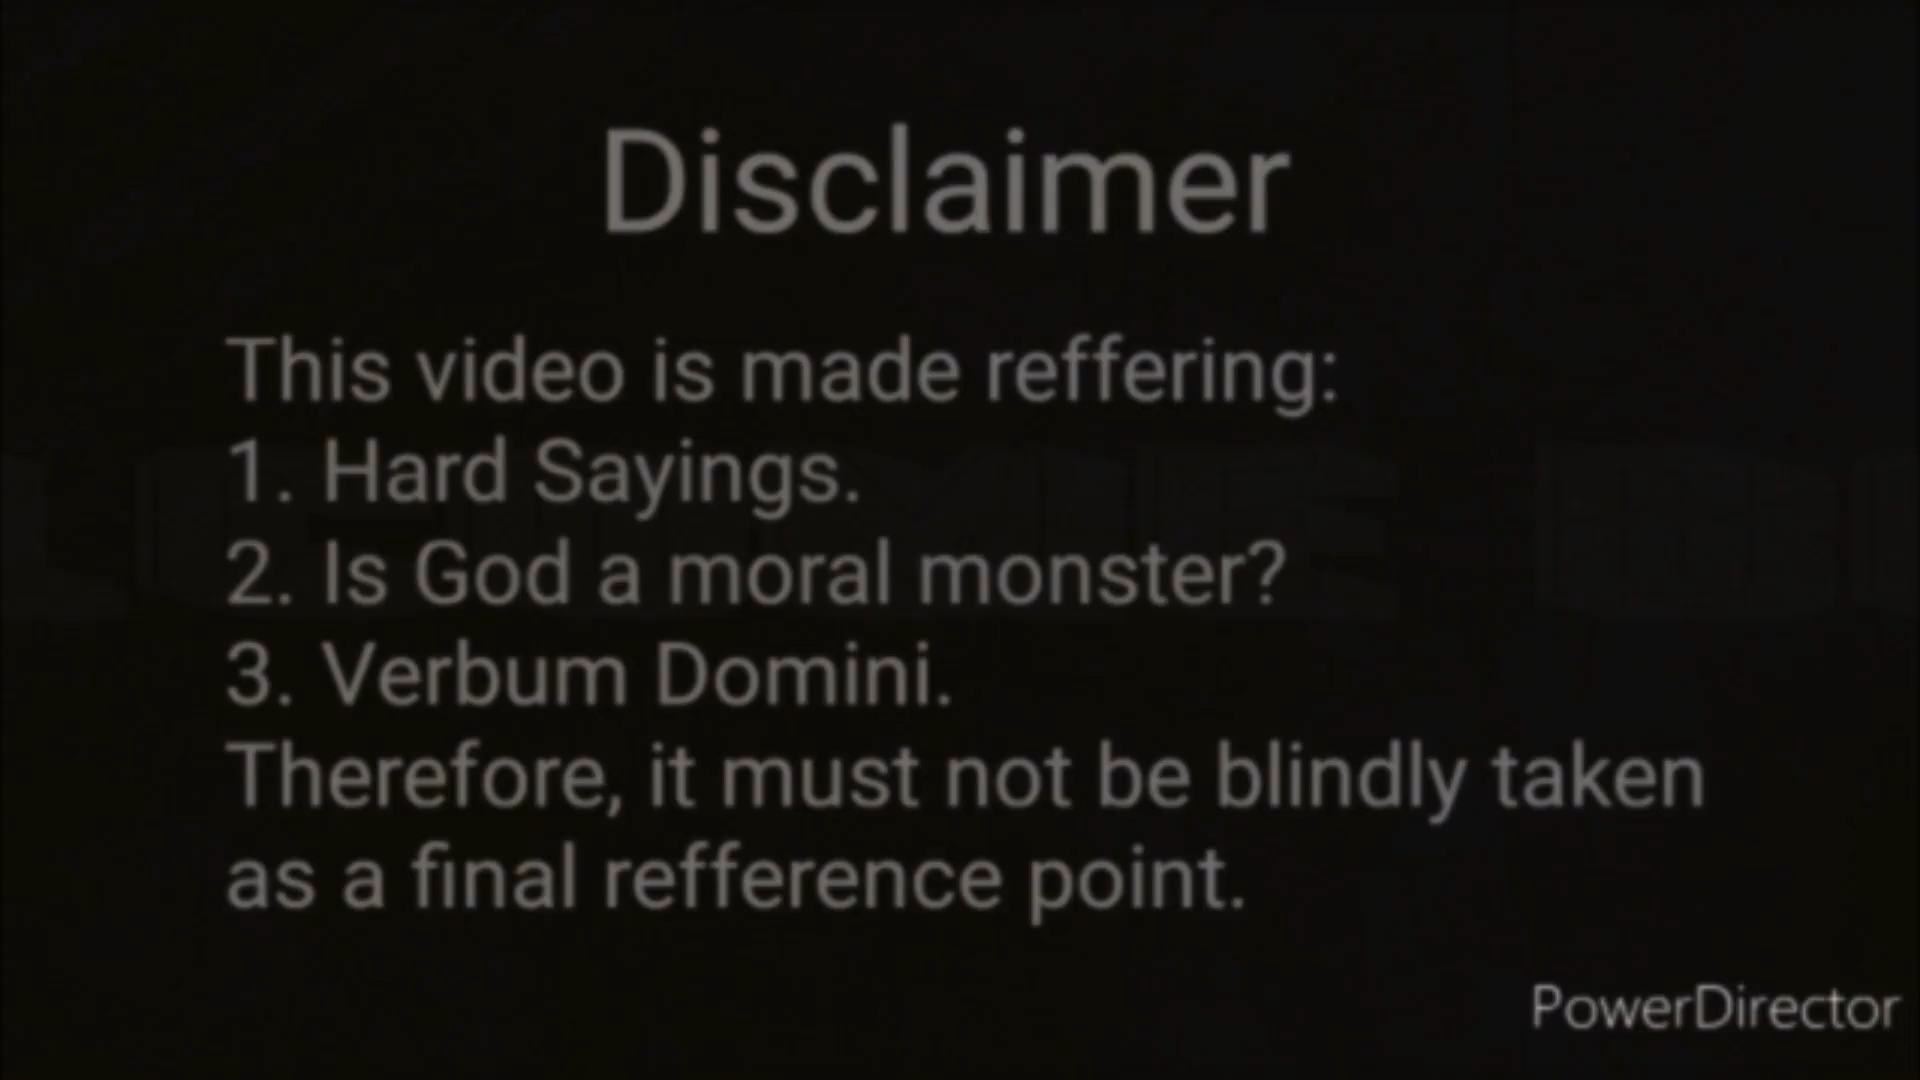 Disclaimer
This video is made reffering:
1. Hard Sayings.
2. Is God a moral monster?
3. Verbum Domini.
Therefore, it must not be blindly taken
as a final refference point.
PowerDirector